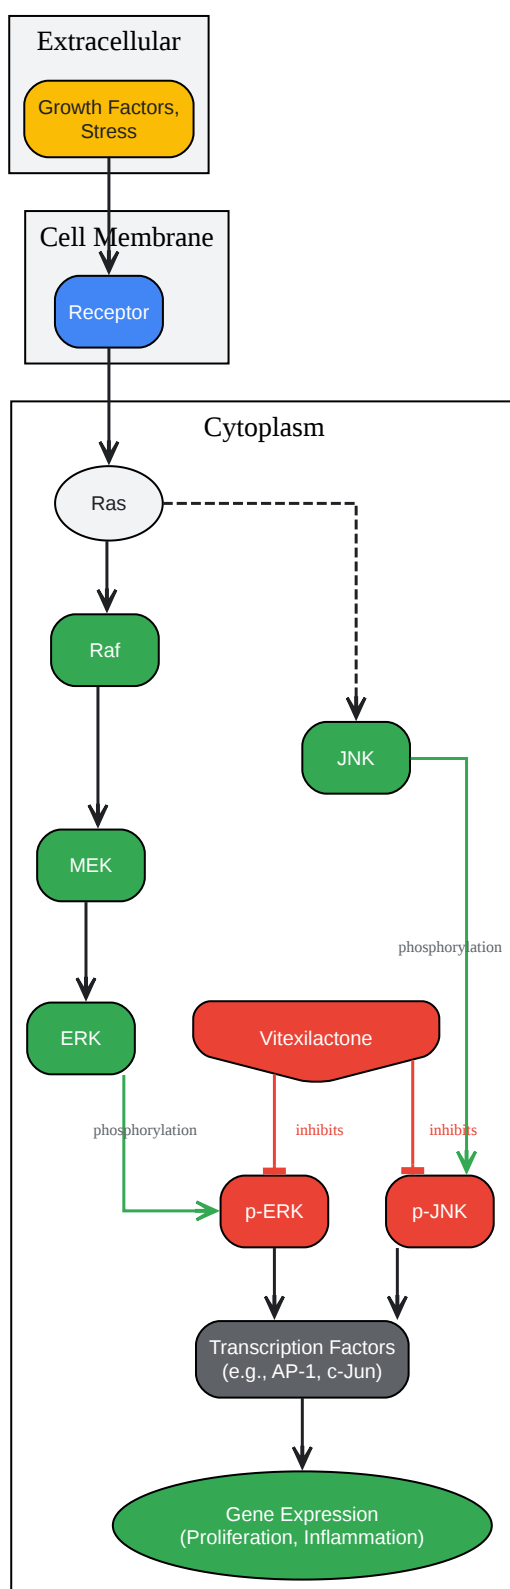 Extracellular
Growth Factors,
Stress
Cell Membrane
Receptor
Cytoplasm
Ras
Raf
JNK
MEK
phosphorylation
ERK
Vitexilactone
phosphorylation
inhibits
inhibits
p-ERK
p-JNK
Transcription Factors
(e.g., AP-1, c-Jun)
Gene Expression
(Proliferation, Inflammation)